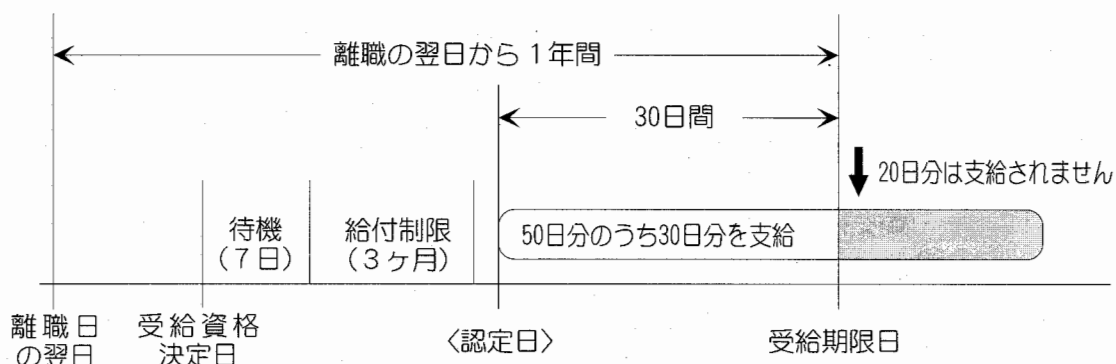 離職の翌日から1年間
30日間
20日分は支給されません
待機
(7日)
給付制限
(3ヶ月)
50日分のうち30日分を支給
離職日
の翌日
受給資格
決定日
〈認定日〉
受給期限日